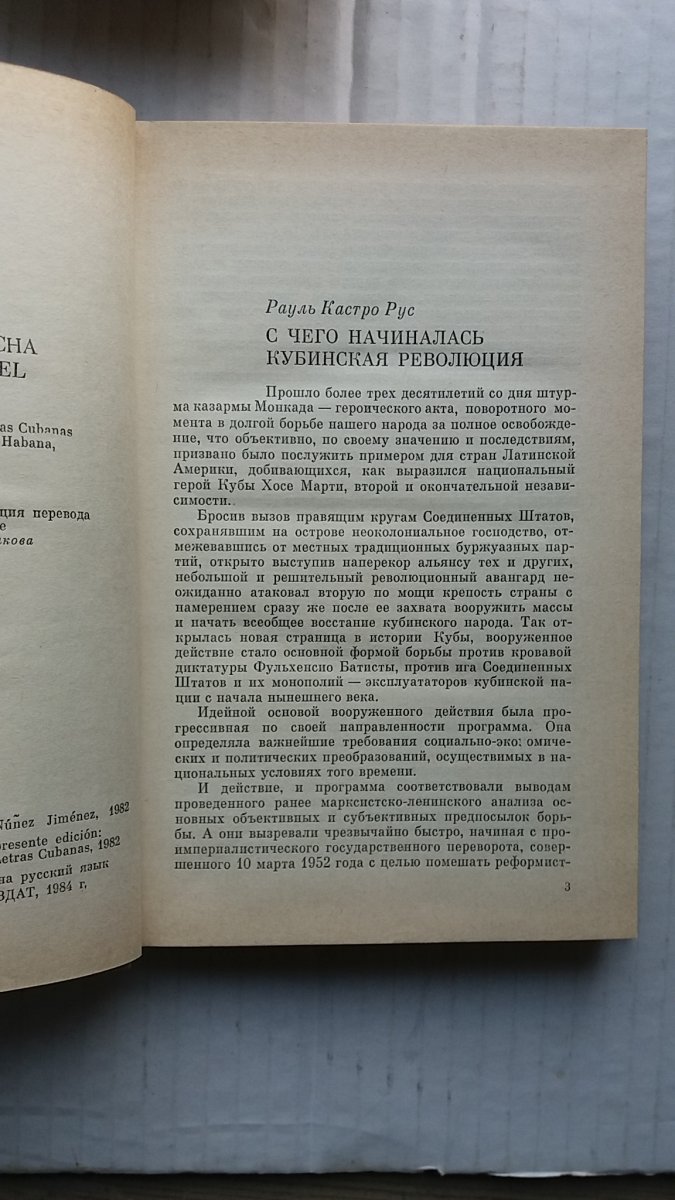 CHA
EL
as Cubanas
Habana,
ция перевода
е
акова
Núñez Jiménez, 1982
presente edición:
Letras Cubanas, 1982
на русский язык
ЗДАТ, 1984 г.
Рауль Кастро Рус
С ЧЕГО НАЧИНАЛАСЬ
КУБИНСКАЯ РЕВОЛЮЦИЯ
Прошло более трех десятилетий со дня штур-
ма казармы Монкада — героического акта, поворотного мо-
мента в долгой борьбе нашего народа за полное освобожде-
ние, что объективно, по своему значению и последствиям,
призвано было послужить примером для стран Латинской
Америки, добивающихся, как выразился национальный
герой Кубы Хосе Марти, второй и окончательной незави-
симости.
Бросив вызов правящим кругам Соединенных Штатов,
сохранявшим на острове неоколониальное господство, от-
межевавшись от местных традиционных буржуазных пар-
тий, открыто выступив наперекор альянсу тех и других,
небольшой и решительный революционный авангард не-
ожиданно атаковал вторую по мощи крепость страны с
намерением сразу же после ее захвата вооружить массы
и начать всеобщее восстание кубинского народа. Так от-
крылась новая страница в истории Кубы, вооруженное
действие стало основной формой борьбы против кровавой
диктатуры Фульхенсио Батисты, против ига Соединенных
Штатов и их монополий — эксплуататоров кубинской на-
ции с начала нынешнего века.
Идейной основой вооруженного действия была про-
грессивная по своей направленности программа. Она
определяла важнейшие требования социально-эко омичес-
ких и политических преобразований, осуществимых в на-
циональных условиях того времени.
И действие, и программа соответствовали выводам
проведенного ранее марксистско-ленинского анализа ос-
новных объективных и субъективных предпосылок борь-
бы. А они вызревали чрезвычайно быстро, начиная с про-
империалистического государственного переворота, совер-
шенного 10 марта 1952 года с целью помешать реформист-
3